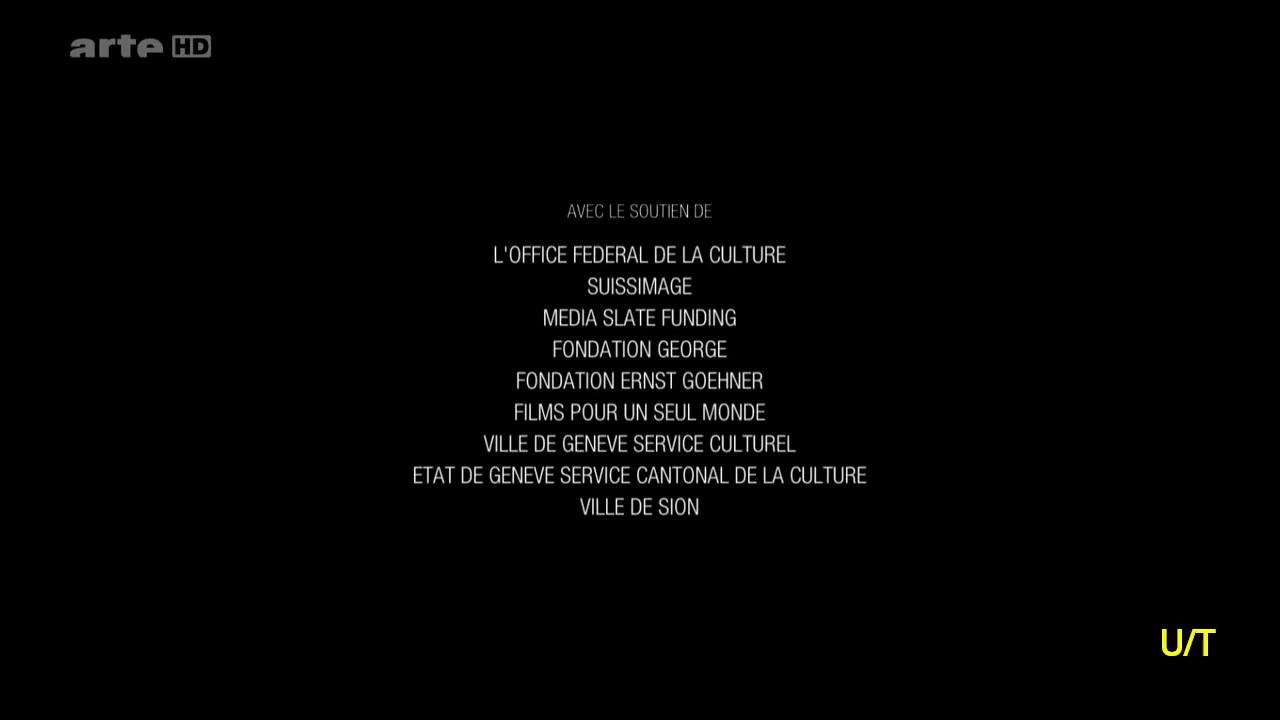 arte HD
AVEC LE SOUTIEN DE
L'OFFICE FEDERAL DE LA CULTURE
SUISSIMAGE
MEDIA SLATE FUNDING
FONDATION GEORGE
FONDATION ERNST GOEHNER
FILMS POUR UN SEUL MONDE
VILLE DE GENEVE SERVICE CULTUREL
ETAT DE GENEVE SERVICE CANTONAL DE LA CULTURE
VILLE DE SION
U/T